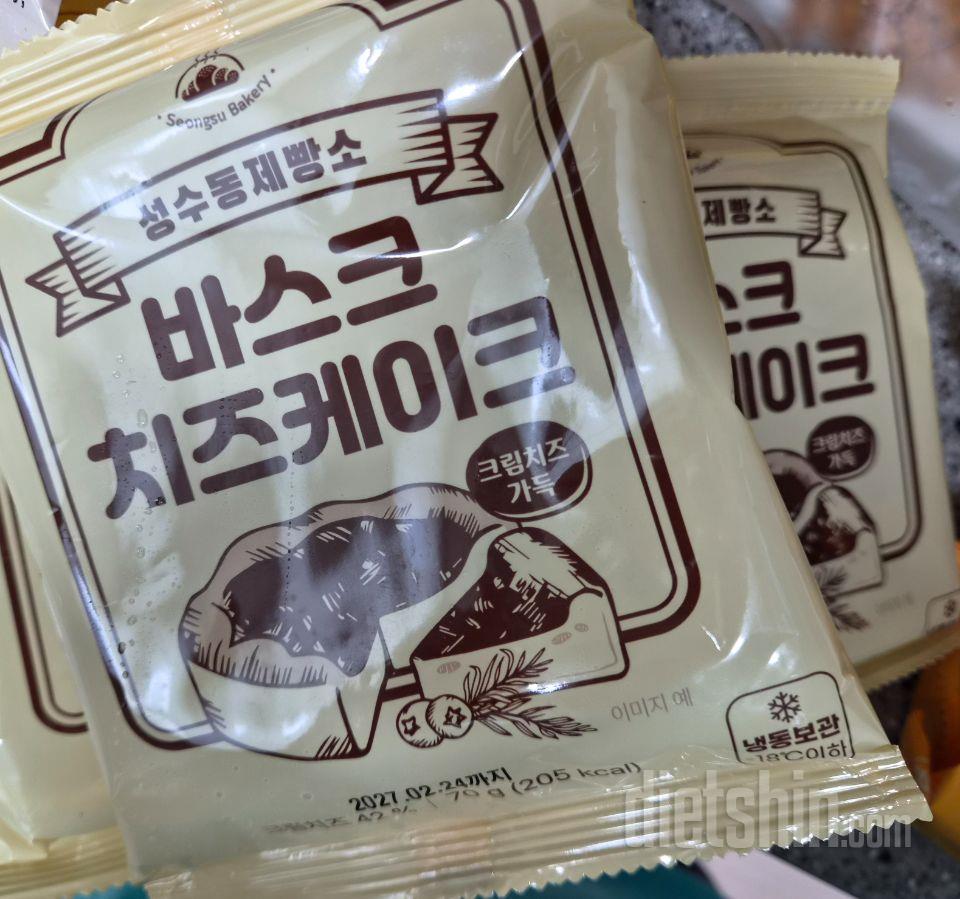 Seongsu Bakery
성수동제빵소
바스크
치즈케이크
크림치즈
가득
이미지 예
냉동보관
-18℃이하
2027.02.24까지
크림치즈 42 % | 70 g (205 kcal)
제빵소
스크
케이크
크림치즈
가득
dietshin.com